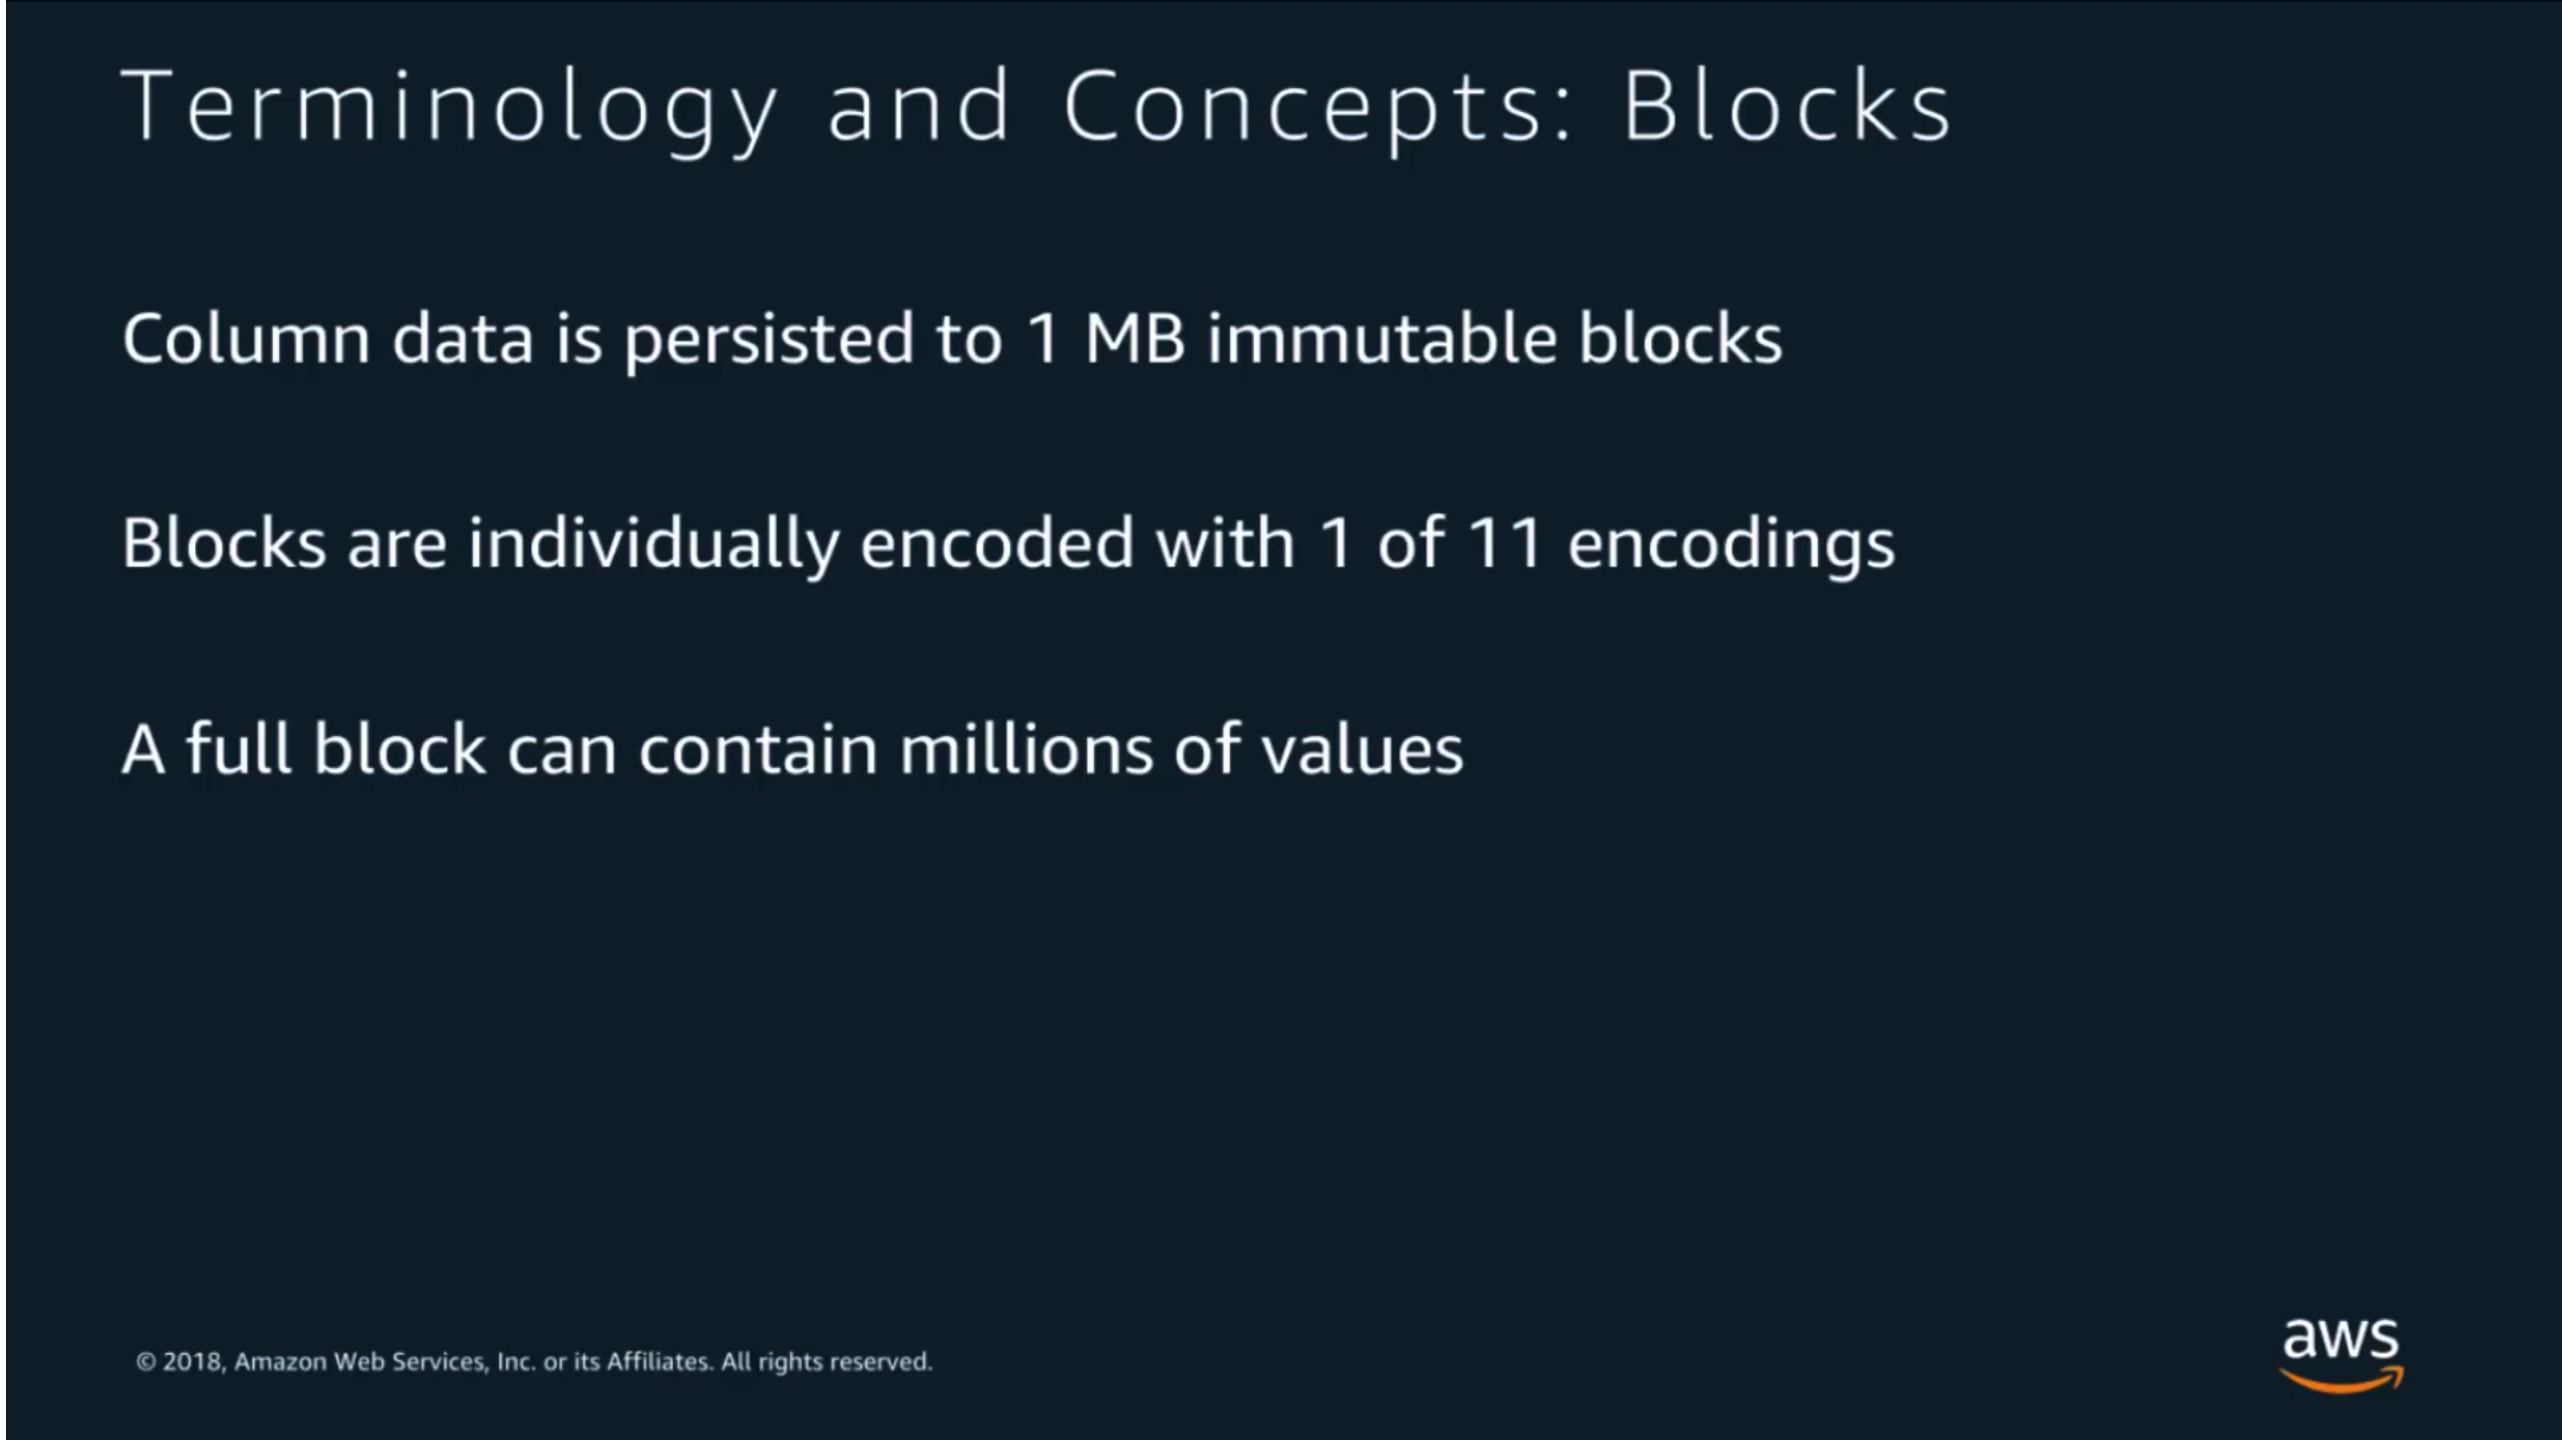 Terminology and Concepts: Blocks
Column data is persisted to 1 MB immutable blocks
Blocks are individually encoded with 1 of 11 encodings
A full block can contain millions of values
© 2018, Amazon Web Services, Inc. or its Affiliates. All rights reserved.
aws